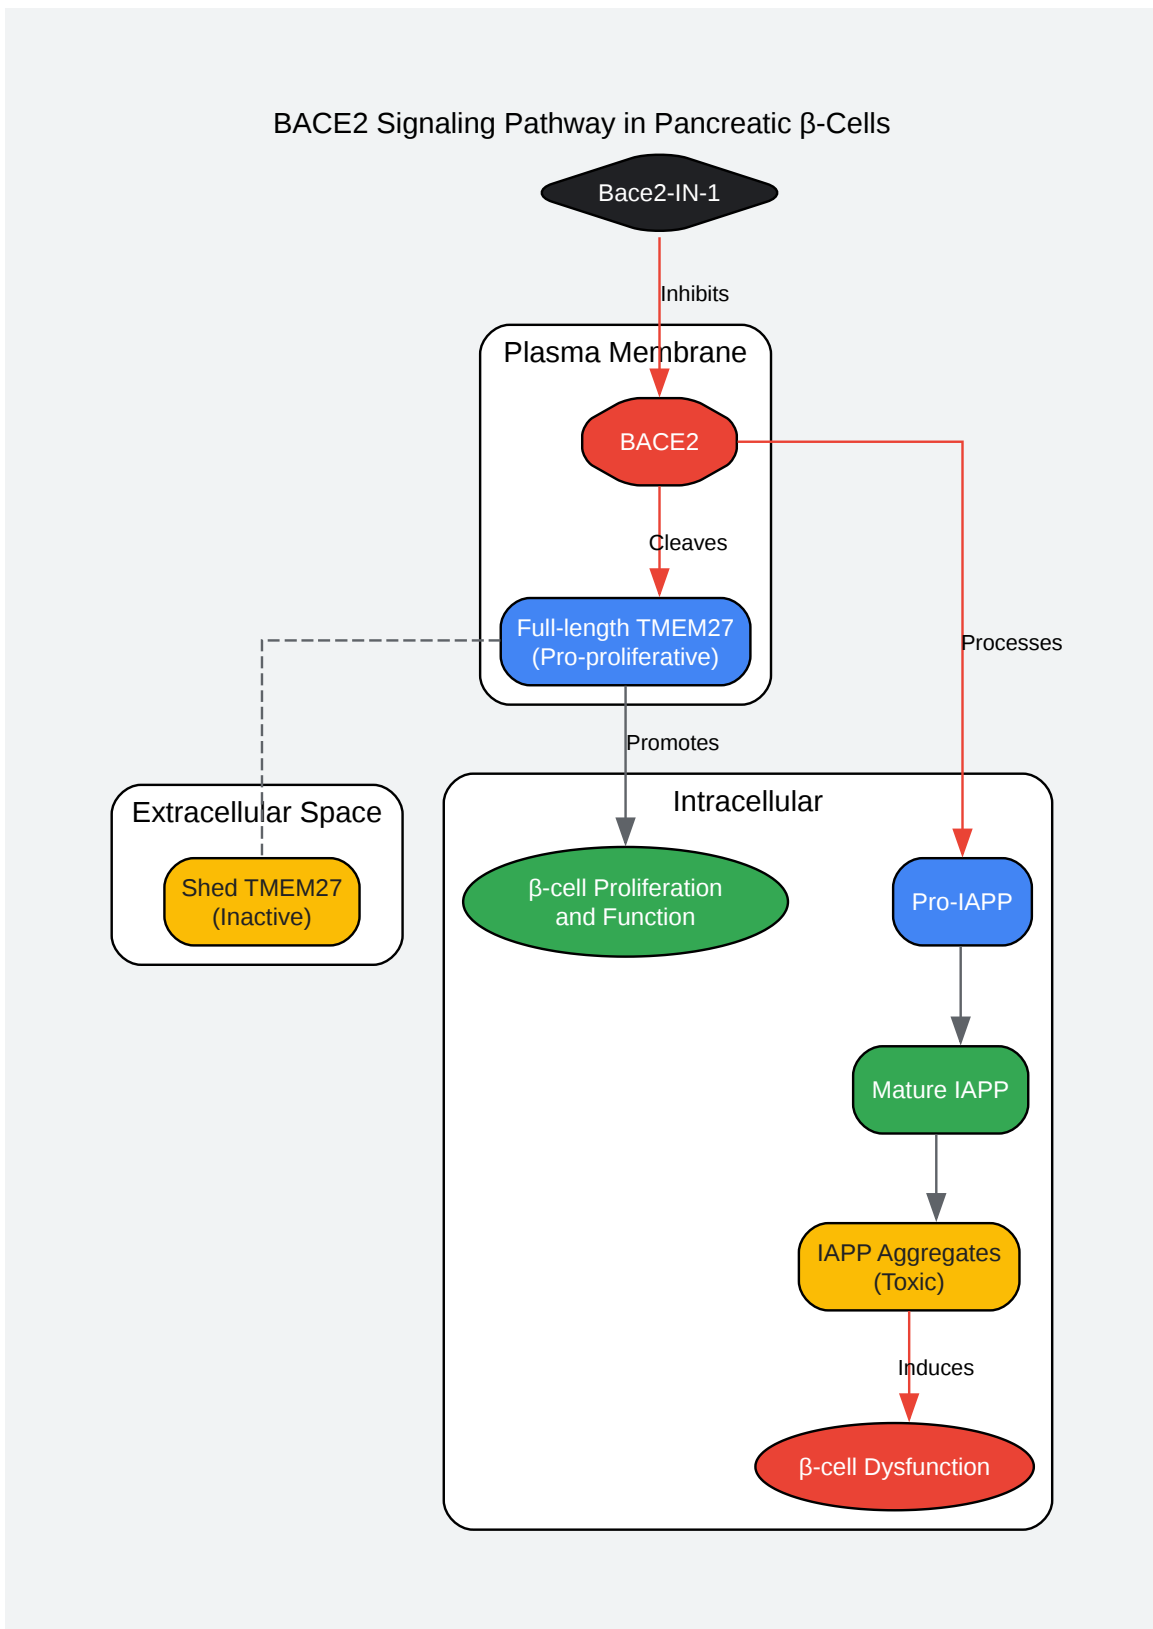 BACE2 Signaling Pathway in Pancreatic β-Cells
Bace2-IN-1
Inhibits
Plasma Membrane
BACE2
Cleaves
Full-length TMEM27
(Pro-proliferative)
Processes
Promotes
Extracellular Space
Shed TMEM27
(Inactive)
Intracellular
β-cell Proliferation
and Function
Pro-IAPP
Mature IAPP
IAPP Aggregates
(Toxic)
Induces
β-cell Dysfunction